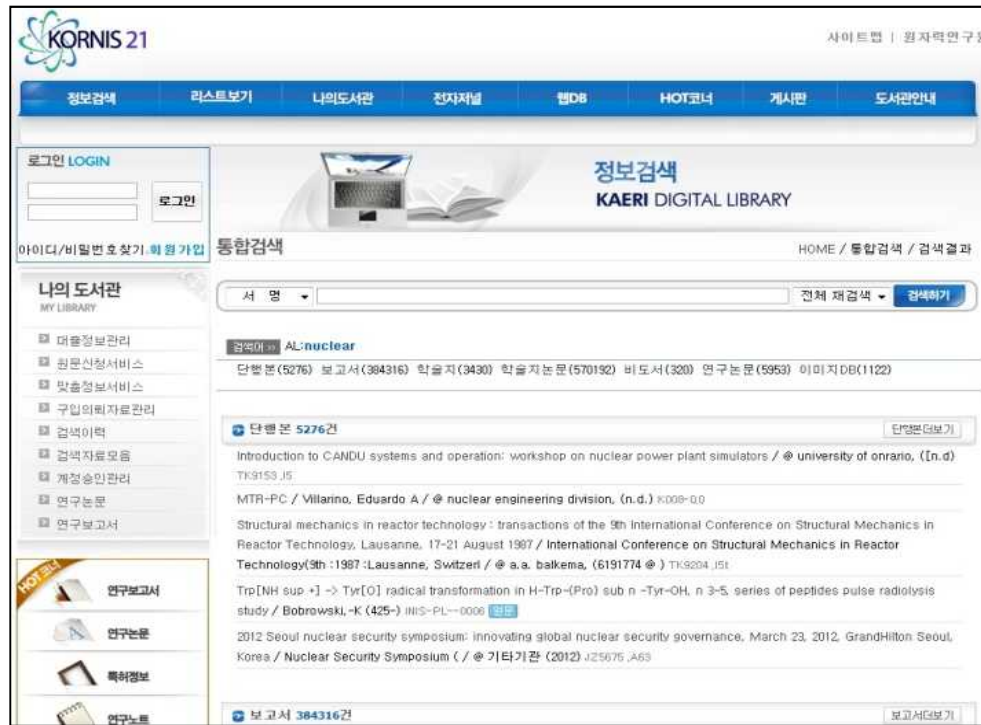 KORNIS 21
사이트맵 | 원자력연구원
정보검색 리스트보기 나의도서관 전자저널 웹DB HOT코너 게시판 도서관안내
로그인 LOGIN
로그인
아이디/비밀번호찾기 회원가입
정보검색
KAERI DIGITAL LIBRARY
통합검색
HOME / 통합검색 / 검색결과
나의 도서관
MY LIBRARY
대출정보관리
원문신청서비스
맞춤정보서비스
구입의뢰자료관리
검색이력
검색자료모음
계정승인관리
연구논문
연구보고서
HOT코너
연구보고서
연구논문
특허정보
연구노트
서 명 전체 재검색 검색하기
검색어 >> AL:nuclear
단행본(5276) 보고서(384316) 학술지(3430) 학술지논문(570192) 비도서(320) 연구논문(5953) 이미지DB(1122)
단행본 5276건 단행본더보기
Introduction to CANDU systems and operation: workshop on nuclear power plant simulators / @ university of onrario, ([n.d)
TK9153 ,I5
MTR-PC / Villarino, Eduardo A / @ nuclear engineering division, (n.d.) K009-0,0
Structural mechanics in reactor technology : transactions of the 9th International Conference on Structural Mechanics in
Reactor Technology, Lausanne, 17-21 August 1987 / International Conference on Structural Mechanics in Reactor
Technology(9th :1987 :Lausanne, Switzerl / @ a.a. balkema, (6191774 @ ) TK9204 ,I5t
Trp[NH sup +] -> Tyr[O] radical transformation in H-Trp-(Pro) sub n -Tyr-OH, n 3-5, series of peptides pulse radiolysis
study / Bobrowski,-K (425-) INIS-PL--0006 원문
2012 Seoul nuclear security symposium: innovating global nuclear security governance, March 23, 2012, GrandHilton Seoul,
Korea / Nuclear Security Symposium ( / @ 기타기관 (2012) JZ5675 ,A63
보고서 384316건 보고서더보기